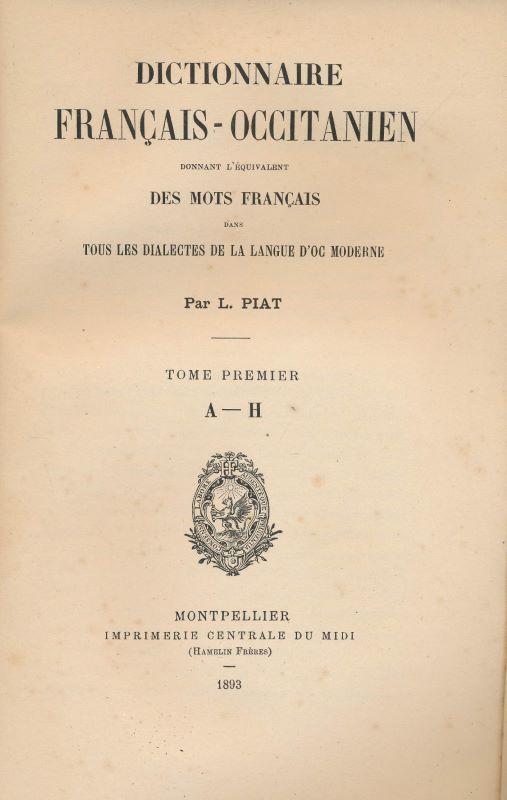 DICTIONNAIRE
FRANÇAIS-OCCITANIEN
DONNANT L'ÉQUIVALENT
DES MOTS FRANÇAIS
DANS
TOUS LES DIALECTES DE LA LANGUE D'OC MODERNE
Par L. PIAT
TOME PREMIER
A — H
MONTPELLIER
IMPRIMERIE CENTRALE DU MIDI
(HAMELIN FRÈRES)
1893